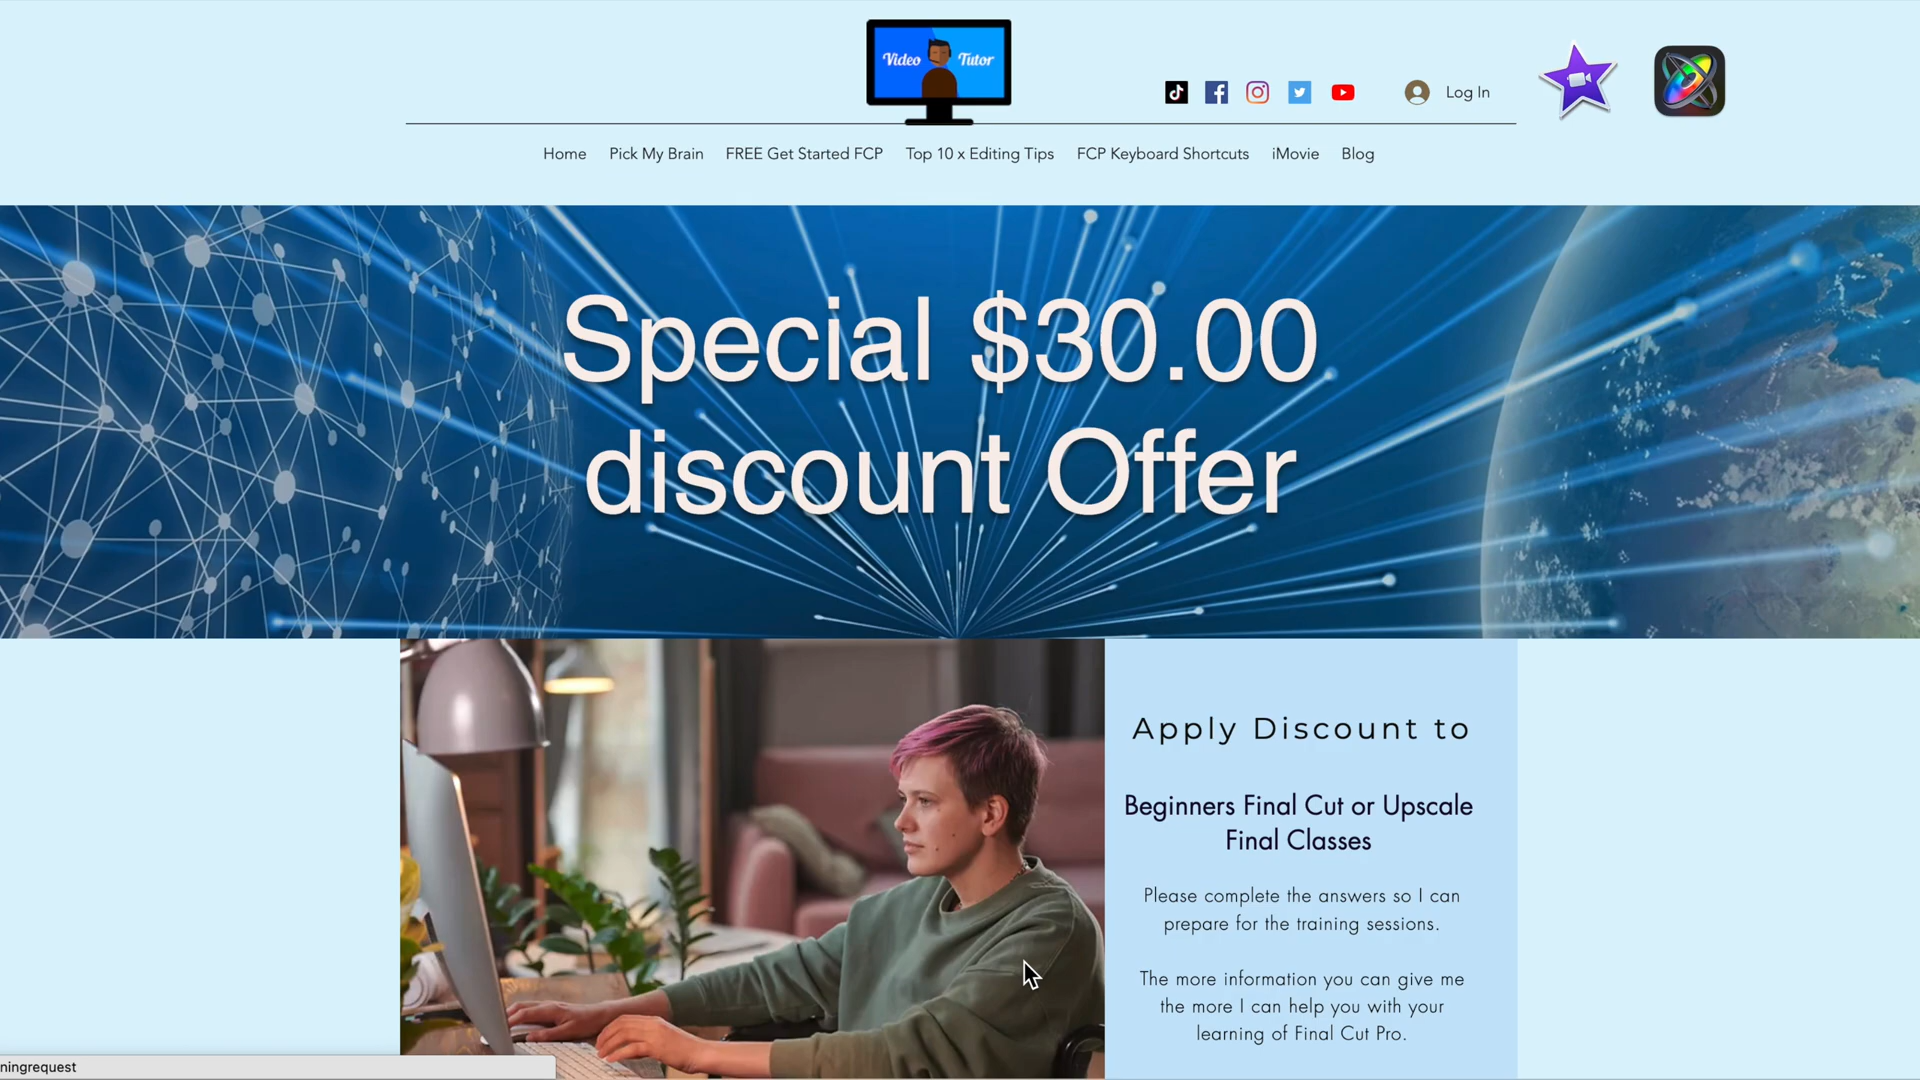 Video Tutor
Log In
Home Pick My Brain FREE Get Started FCP Top 10 x Editing Tips FCP Keyboard Shortcuts iMovie Blog
Special $30.00
discount Offer
Apply Discount to
Beginners Final Cut or Upscale
Final Classes
Please complete the answers so I can
prepare for the training sessions.
The more information you can give me
the more I can help you with your
learning of Final Cut Pro.
ningrequest